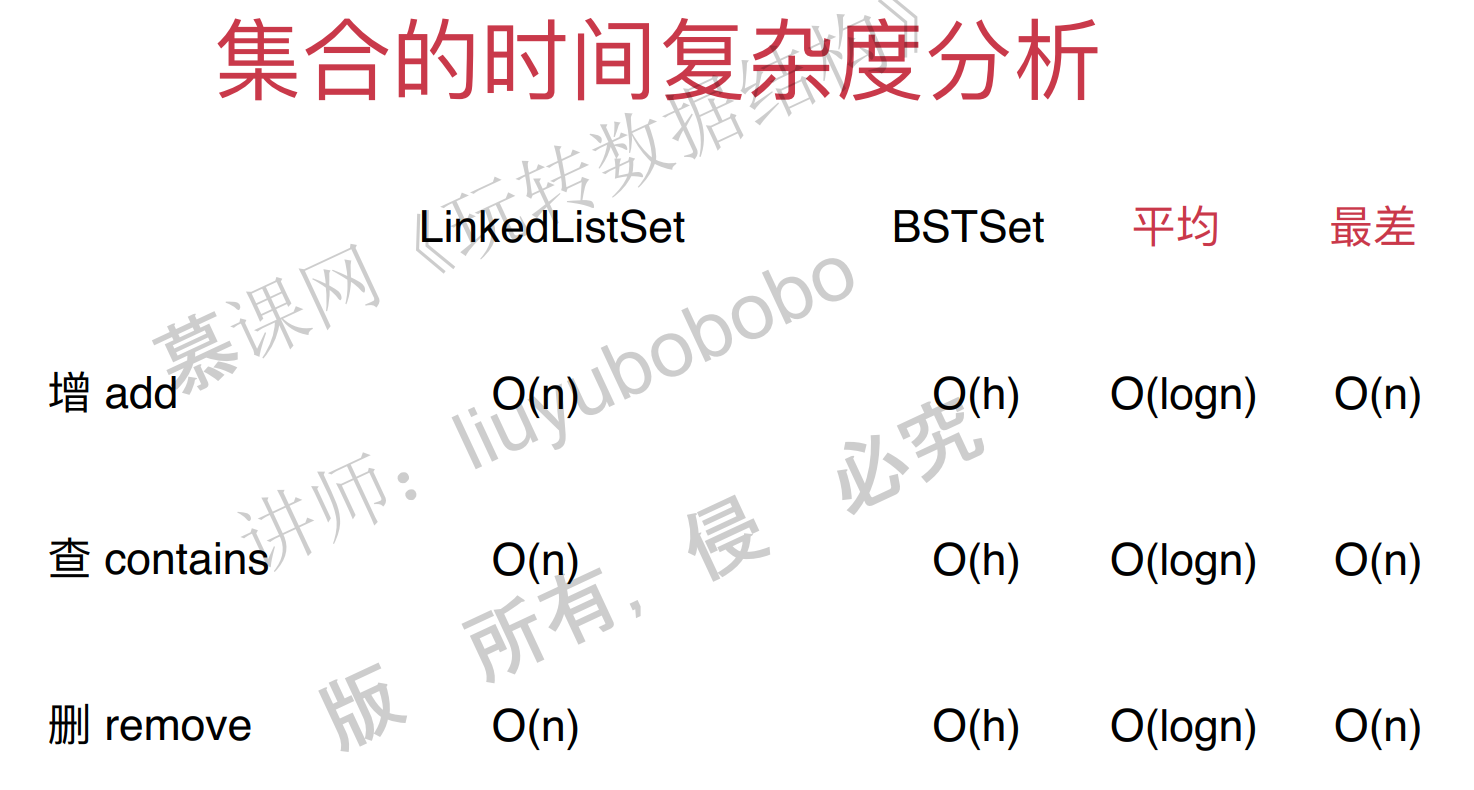 集合的时间复杂度分析
LinkedListSet BSTSet 平均 最差
增 add O(n) O(h) O(logn) O(n)
查 contains O(n) O(h) O(logn) O(n)
删 remove O(n) O(h) O(logn) O(n)
慕课网《玩转数据结构》
讲师：liuyubobobo
版 所有, 侵 必究